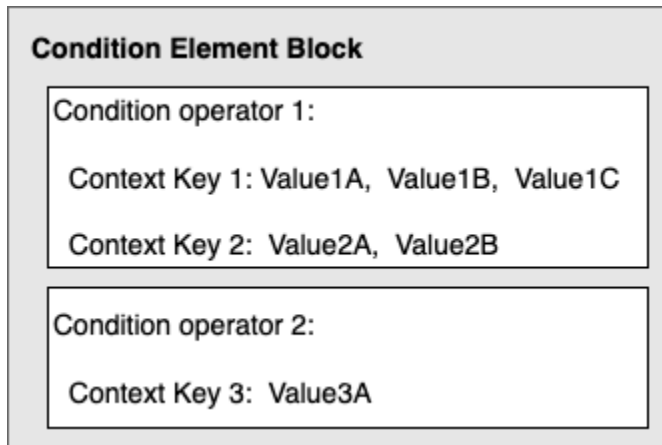 Condition Element Block
Condition operator 1:
Context Key 1: Value1A, Value1B, Value1C
Context Key 2: Value2A, Value2B
Condition operator 2:
Context Key 3: Value3A